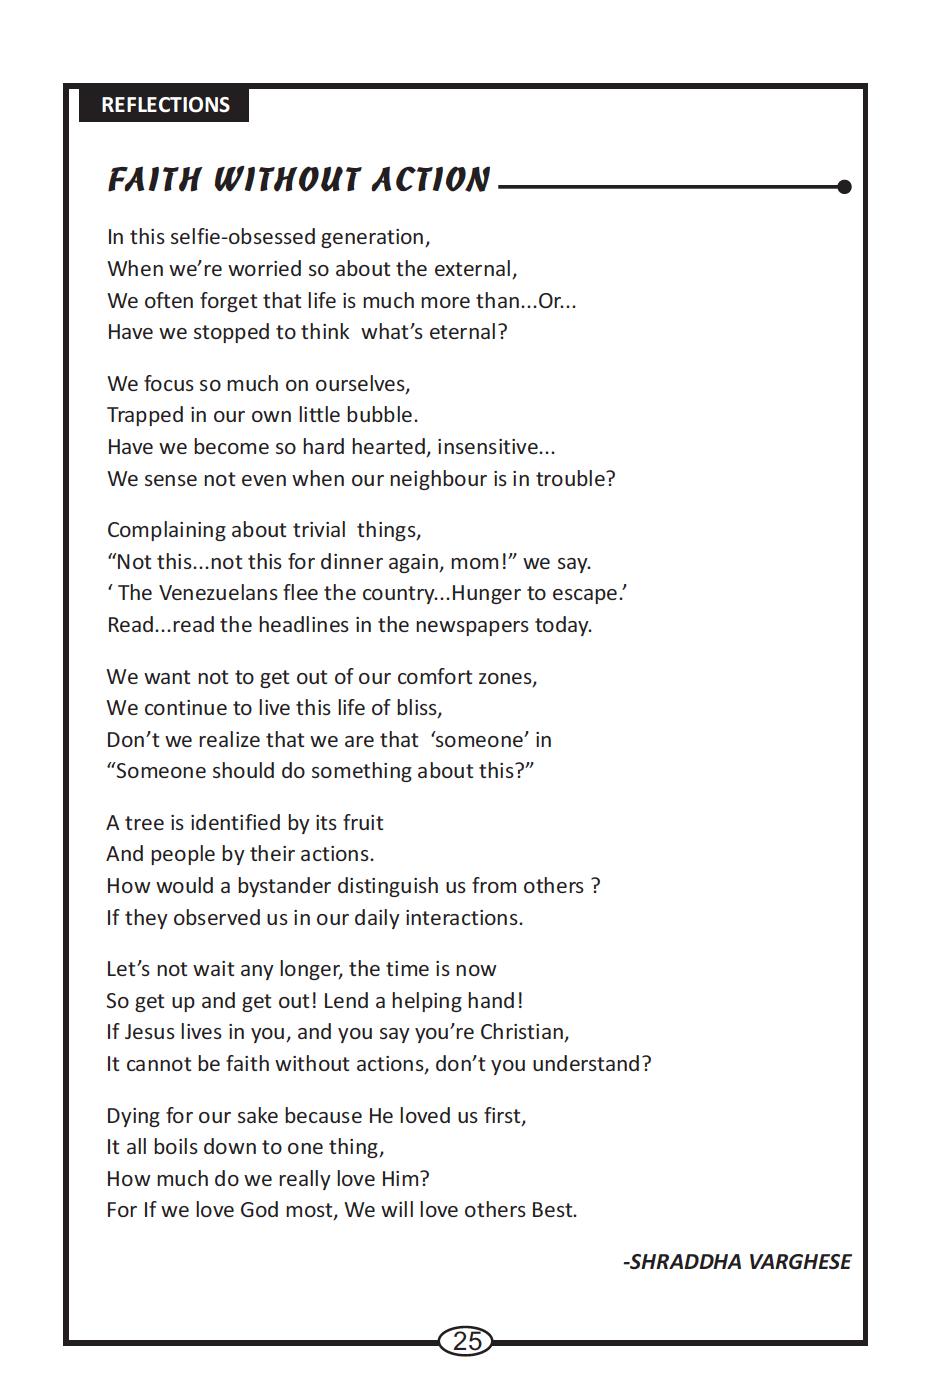 REFLECTIONS
FAITH WITHOUT ACTION
In this selfie-obsessed generation,
When we’re worried so about the external,
We often forget that life is much more than...Or...
Have we stopped to think  what’s eternal?
We focus so much on ourselves,
Trapped in our own little bubble.
Have we become so hard hearted, insensitive...
We sense not even when our neighbour is in trouble?
Complaining about trivial  things,
“Not this...not this for dinner again, mom!” we say.
‘ The Venezuelans flee the country...Hunger to escape.’
Read...read the headlines in the newspapers today.
We want not to get out of our comfort zones,
We continue to live this life of bliss,
Don’t we realize that we are that  ‘someone’ in
“Someone should do something about this?”
A tree is identified by its fruit
And people by their actions.
How would a bystander distinguish us from others ?
If they observed us in our daily interactions.
Let’s not wait any longer, the time is now
So get up and get out! Lend a helping hand!
If Jesus lives in you, and you say you’re Christian,
It cannot be faith without actions, don’t you understand?
Dying for our sake because He loved us first,
It all boils down to one thing,
How much do we really love Him?
For If we love God most, We will love others Best.
-SHRADDHA VARGHESE
25